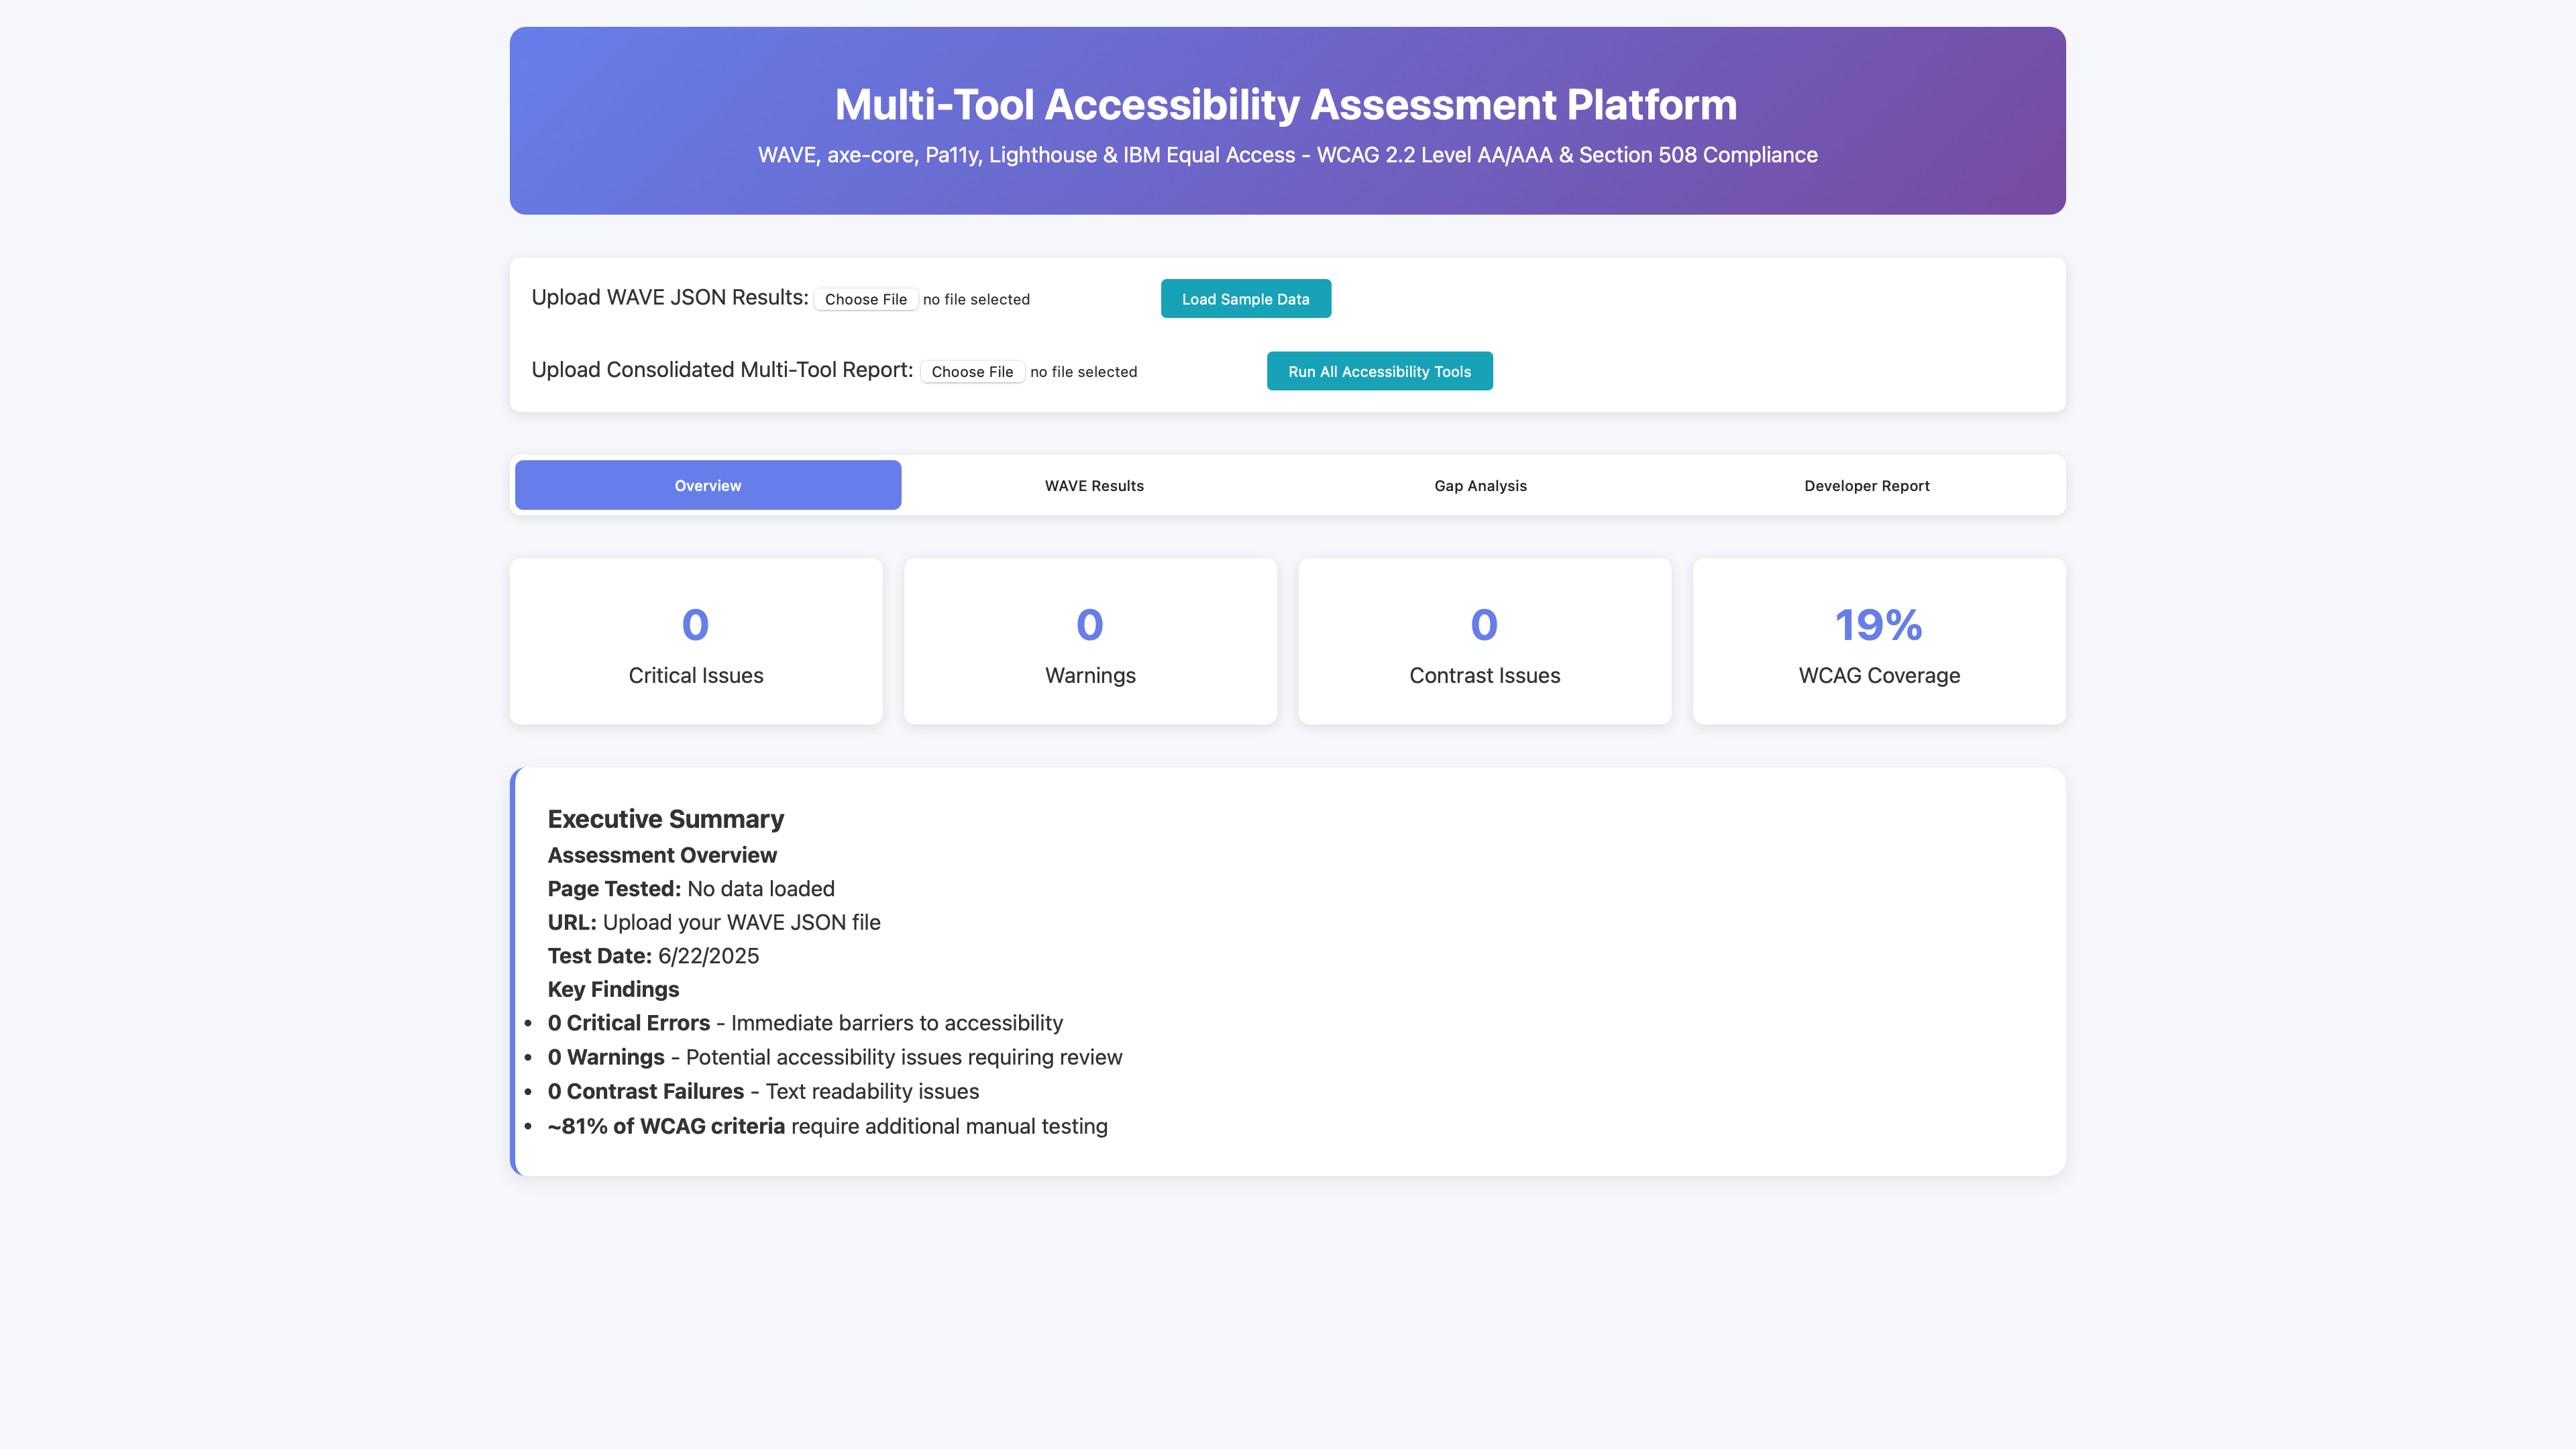 Multi-Tool Accessibility Assessment Platform
WAVE, axe-core, Pa11y, Lighthouse & IBM Equal Access - WCAG 2.2 Level AA/AAA & Section 508 Compliance
Upload WAVE JSON Results: Choose File no file selected Load Sample Data
Upload Consolidated Multi-Tool Report: Choose File no file selected Run All Accessibility Tools
Overview WAVE Results Gap Analysis Developer Report
0 0 0 19%
Critical Issues Warnings Contrast Issues WCAG Coverage
Executive Summary
Assessment Overview
Page Tested: No data loaded
URL: Upload your WAVE JSON file
Test Date: 6/22/2025
Key Findings
• 0 Critical Errors - Immediate barriers to accessibility
• 0 Warnings - Potential accessibility issues requiring review
• 0 Contrast Failures - Text readability issues
• ~81% of WCAG criteria require additional manual testing